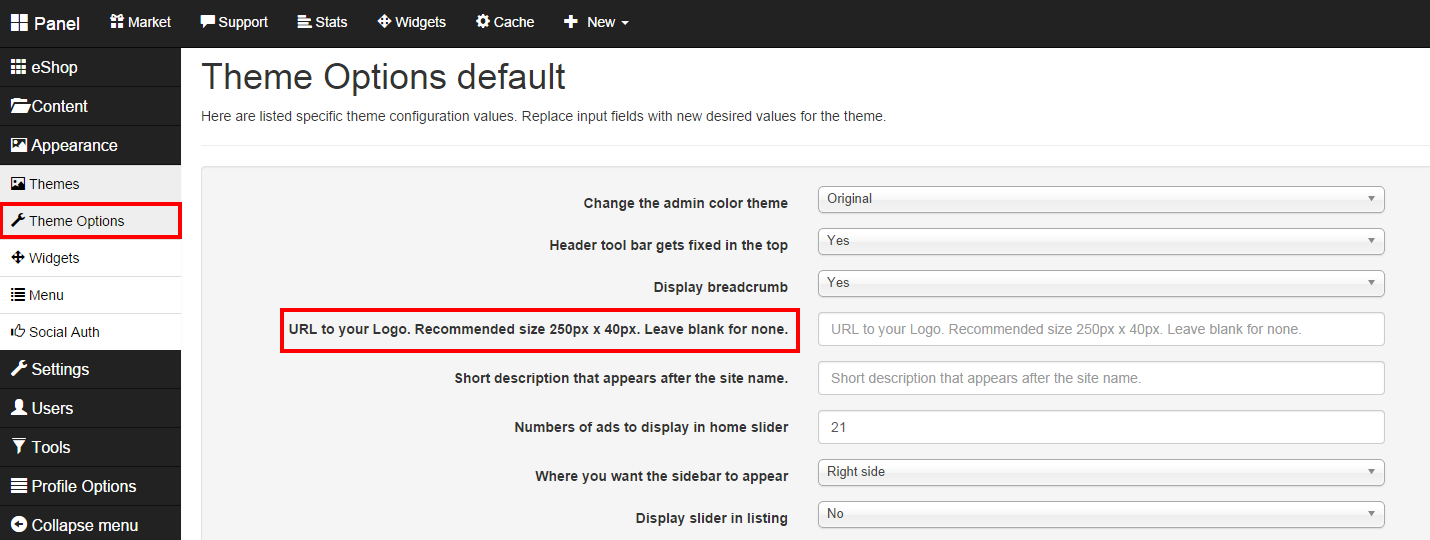 Panel Market Support Stats Widgets Cache New
eShop
Content
Appearance
Themes
Theme Options
Widgets
Menu
Social Auth
Settings
Users
Tools
Profile Options
Collapse menu
Theme Options default
Here are listed specific theme configuration values. Replace input fields with new desired values for the theme.
Change the admin color theme Original
Header tool bar gets fixed in the top Yes
Display breadcrumb Yes
URL to your Logo. Recommended size 250px x 40px. Leave blank for none. URL to your Logo. Recommended size 250px x 40px. Leave blank for none.
Short description that appears after the site name. Short description that appears after the site name.
Numbers of ads to display in home slider 21
Where you want the sidebar to appear Right side
Display slider in listing No